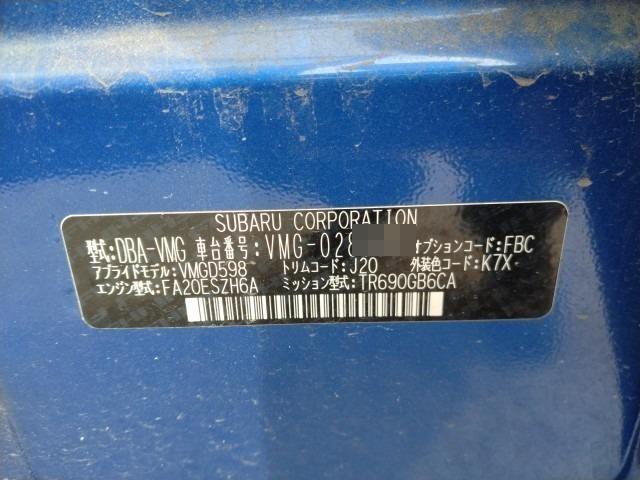 SUBARU CORPORATION
型式:DBA-VMG 車台番号:VMG-028 オプションコード:FBC
アプライドモデル:VMGD598 トリムコード:J20 外装色コード:K7X
エンジン型式:FA20ESZH6A ミッション型式:TR690GB6CA